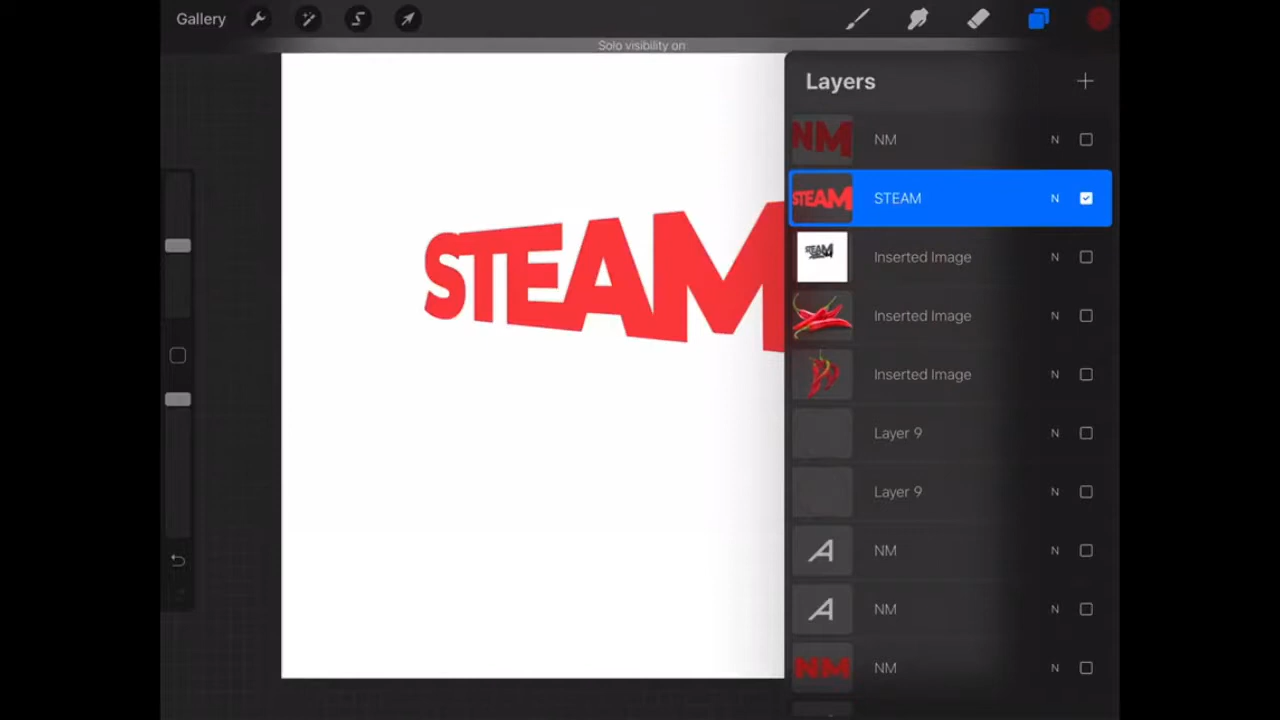 Gallery
Solo visibility on
Layers
NM
N
STEAM
N
Inserted Image
N
Inserted Image
N
Inserted Image
N
Layer 9
N
Layer 9
N
A
NM
N
A
NM
N
NM
NM
N
STEAM